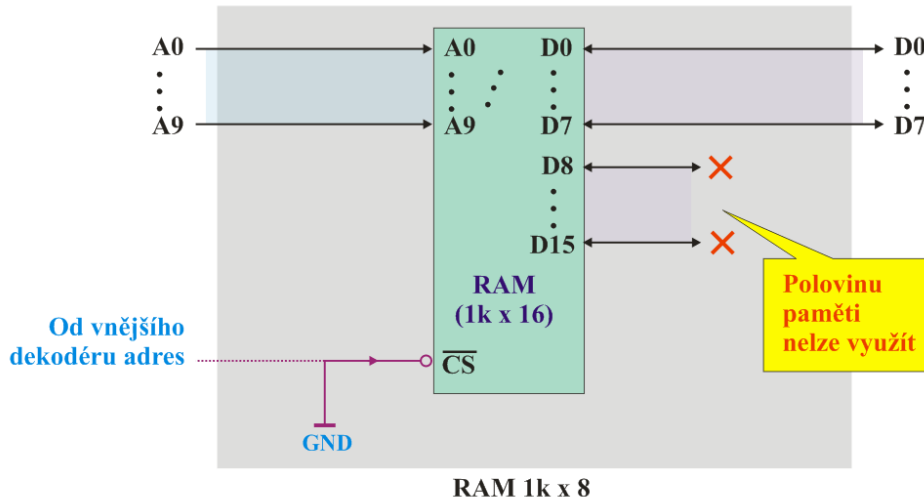 A0 A0 D0 D0
A9 A9 D7 D7
D8
D15
RAM
(1k x 16)
Polovinu
paměti
nelze využít
Od vnějšího
dekodéru adres
CS
GND
RAM 1k x 8